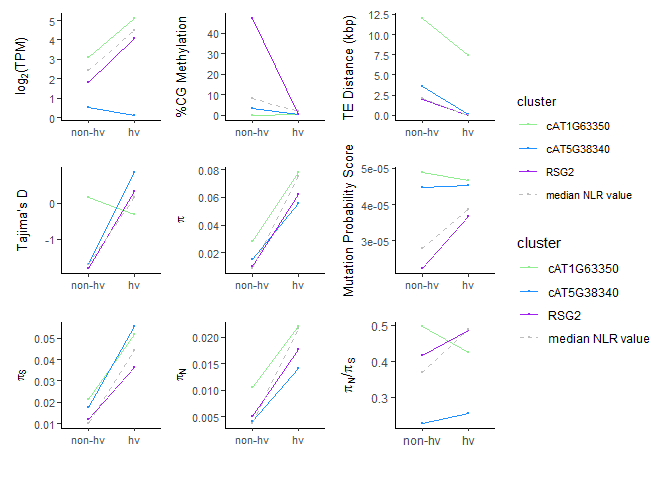 log2(TPM)
5
4
3
2
1
0
non-hv hv
%CG Methylation
40
30
20
10
0
non-hv hv
TE Distance (kbp)
12.5
10.0
7.5
5.0
2.5
0.0
non-hv hv
Tajima's D
0
-1
non-hv hv
π
0.08
0.06
0.04
0.02
non-hv hv
Mutation Probability Score
5e-05
4e-05
3e-05
non-hv hv
πS
0.05
0.04
0.03
0.02
0.01
non-hv hv
πN
0.020
0.015
0.010
0.005
non-hv hv
πN/πS
0.5
0.4
0.3
non-hv hv
cluster
cAT1G63350
cAT5G38340
RSG2
median NLR value
cluster
cAT1G63350
cAT5G38340
RSG2
median NLR value